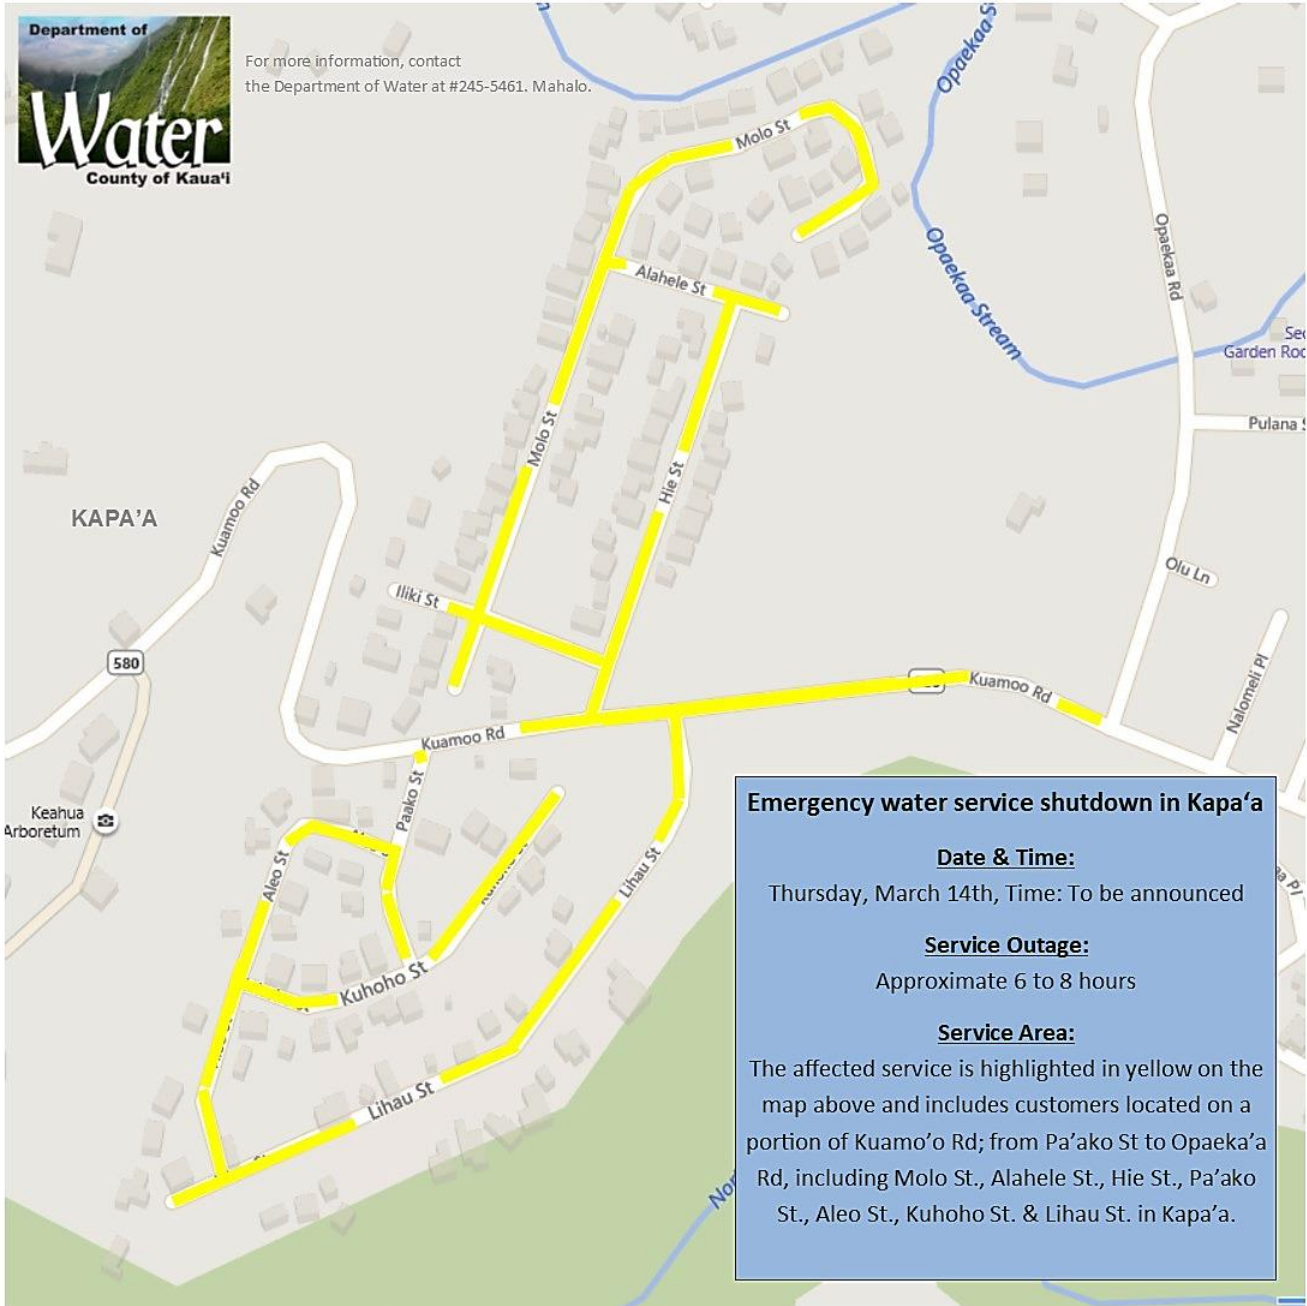 Department of
Water
County of Kauaʻi
For more information, contact
the Department of Water at #245-5461. Mahalo.
Opaekaa S
Molo St
Opaekaa Stream
Opaekaa Rd
Alahele St
Garden
Pulana
Molo St
Hie St
Kuamoo Rd
KAPA’A
Iliki St
Olu Ln
580
Nalomeli Pl
Kuamoo Rd
Kuamoo Rd
Paako St
Keahua
Arboretum
Aleo St
Lihau St
Kuhoho St
Lihau St
Emergency water service shutdown in Kapaʻa
Date & Time:
Thursday, March 14th, Time: To be announced
Service Outage:
Approximate 6 to 8 hours
Service Area:
The affected service is highlighted in yellow on the
map above and includes customers located on a
portion of Kuamo’o Rd; from Pa’ako St to Opaeka’a
Rd, including Molo St., Alahele St., Hie St., Pa’ako
St., Aleo St., Kuhoho St. & Lihau St. in Kapa’a.